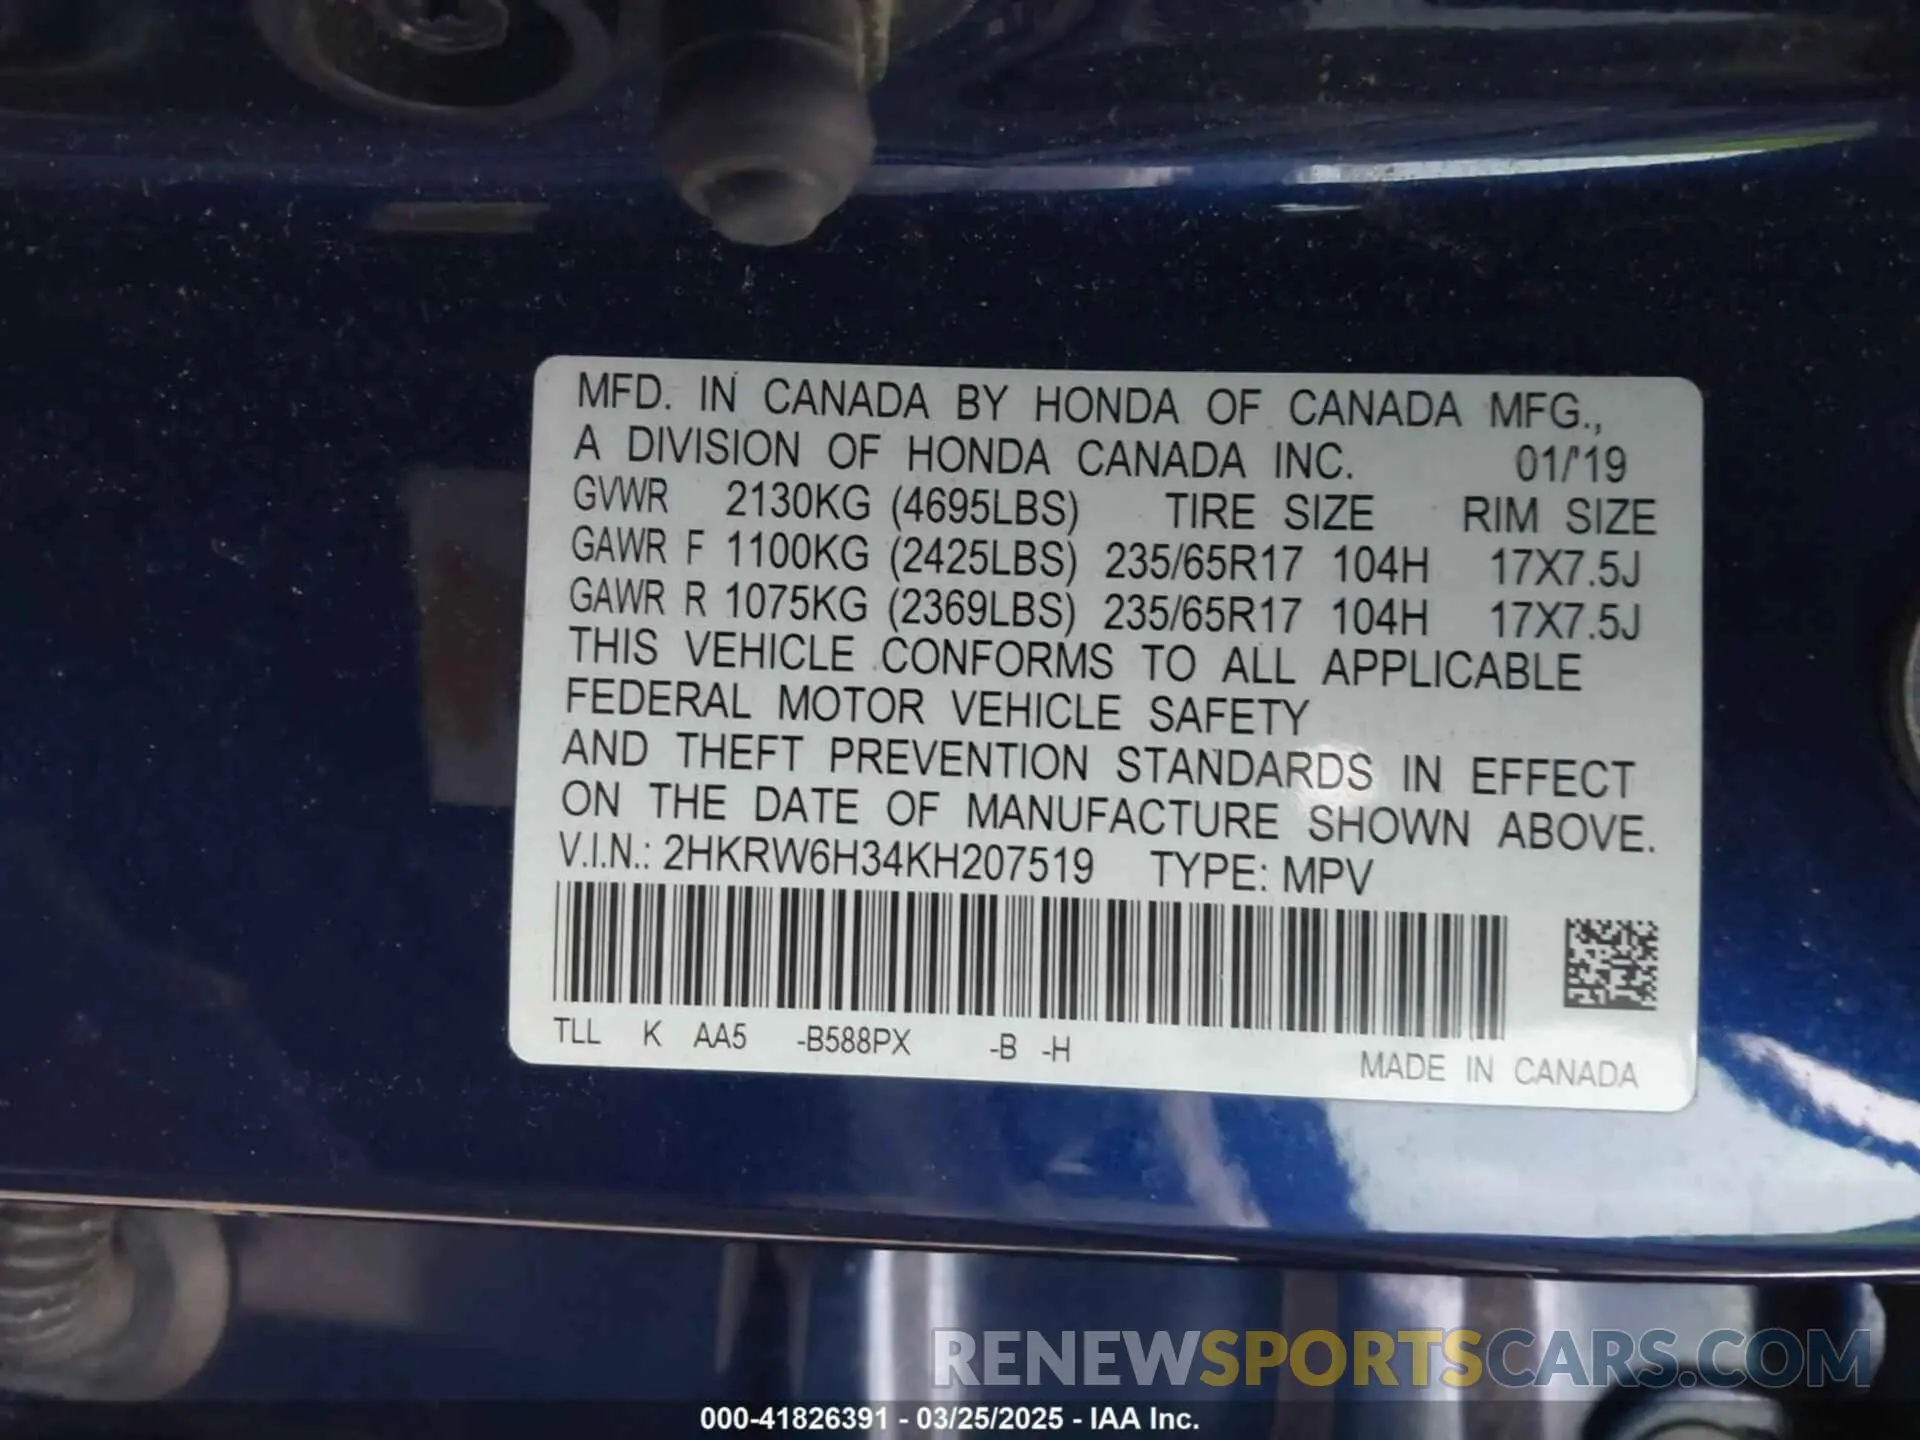 MFD. IN CANADA BY HONDA OF CANADA MFG.,
A DIVISION OF HONDA CANADA INC. 01/'19
GVWR 2130KG (4695LBS) TIRE SIZE RIM SIZE
GAWR F 1100KG (2425LBS) 235/65R17 104H 17X7.5J
GAWR R 1075KG (2369LBS) 235/65R17 104H 17X7.5J
THIS VEHICLE CONFORMS TO ALL APPLICABLE
FEDERAL MOTOR VEHICLE SAFETY
AND THEFT PREVENTION STANDARDS IN EFFECT
ON THE DATE OF MANUFACTURE SHOWN ABOVE.
V.I.N.: 2HKRW6H34KH207519 TYPE: MPV
TLL K AA5 -B588PX -B -H
MADE IN CANADA
RENEWSPORTSCARS.COM
000-41826391 - 03/25/2025 - IAA Inc.